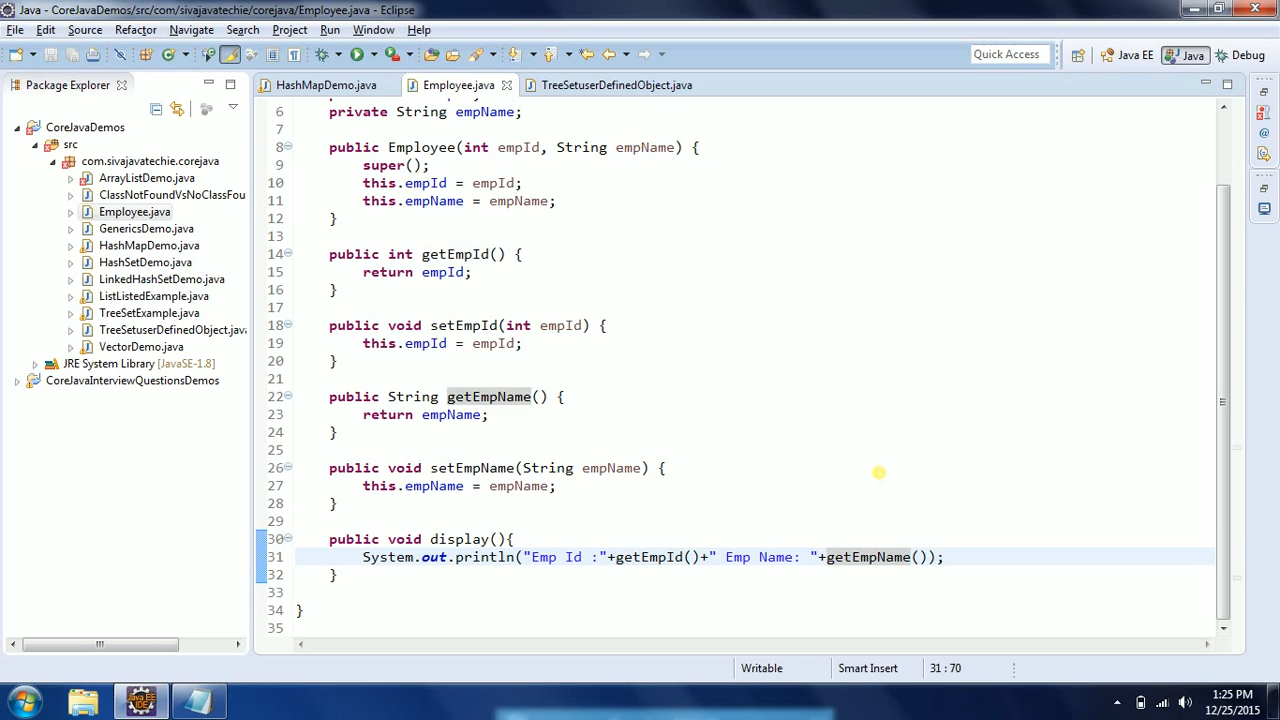 Java - CoreJavaDemos/src/com/sivajavatechie/corejava/Employee.java - Eclipse
File Edit Source Refactor Navigate Search Project Run Window Help
Quick Access Java EE Java Debug
Package Explorer
CoreJavaDemos
src
com.sivajavatechie.corejava
ArrayListDemo.java
ClassNotFoundVsNoClassFou
Employee.java
GenericsDemo.java
HashMapDemo.java
HashSetDemo.java
LinkedHashSetDemo.java
ListListedExample.java
TreeSetExample.java
TreeSetuserDefinedObject.java
VectorDemo.java
JRE System Library [JavaSE-1.8]
CoreJavaInterviewQuestionsDemos
HashMapDemo.java Employee.java TreeSetuserDefinedObject.java
6 private String empName;
7
8 public Employee(int empId, String empName) {
9 super();
10 this.empId = empId;
11 this.empName = empName;
12 }
13
14 public int getEmpId() {
15 return empId;
16 }
17
18 public void setEmpId(int empId) {
19 this.empId = empId;
20 }
21
22 public String getEmpName() {
23 return empName;
24 }
25
26 public void setEmpName(String empName) {
27 this.empName = empName;
28 }
29
30 public void display(){
31 System.out.println("Emp Id :"+getEmpId()+" Emp Name: "+getEmpName());
32 }
33
34 }
35
Writable Smart Insert 31 : 70
Java EE IDE
1:25 PM
12/25/2015